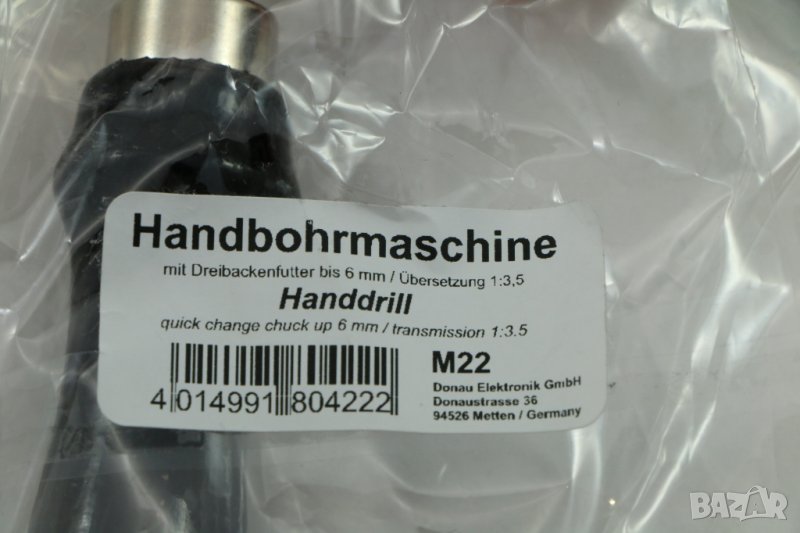 Handbohrmaschine
mit Dreibackenfutter bis 6 mm / Übersetzung 1:3,5
Handdrill
quick change chuck up 6 mm / transmission 1:3.5
M22
Donau Elektronik GmbH
Donaustrasse 36
94526 Metten / Germany
4 014991 804222
BAZAR